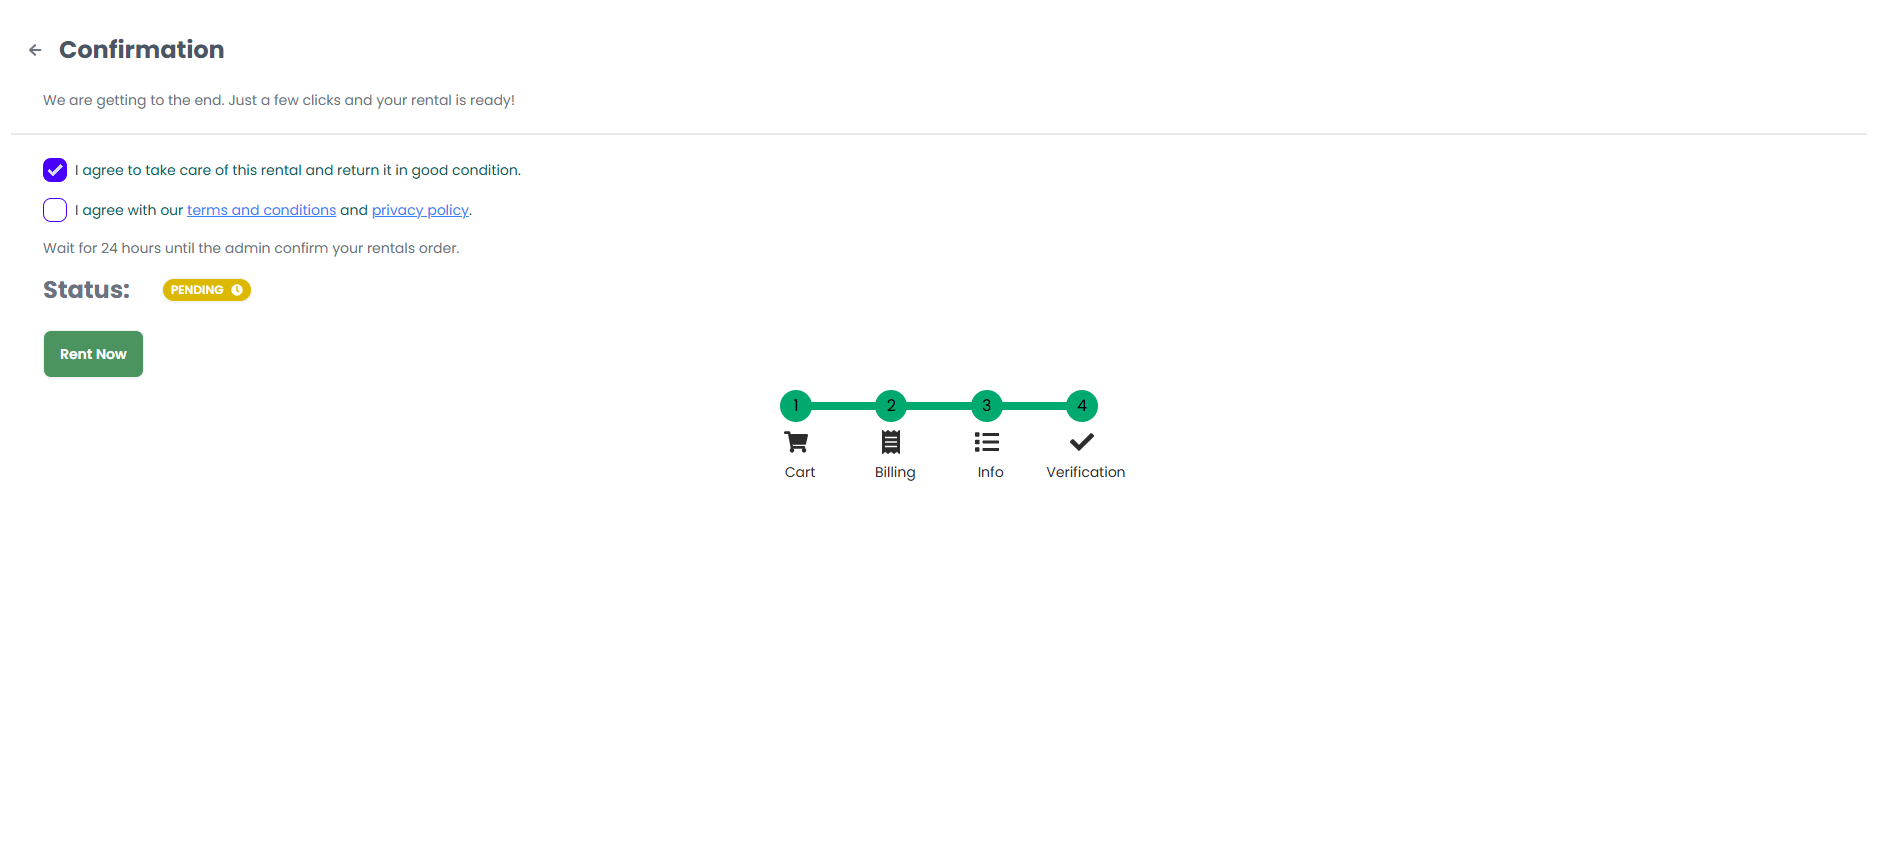 Confirmation
We are getting to the end. Just a few clicks and your rental is ready!
I agree to take care of this rental and return it in good condition.
I agree with our terms and conditions and privacy policy.
Wait for 24 hours until the admin confirm your rentals order.
Status: PENDING
Rent Now
1 2 3 4
Cart Billing Info Verification